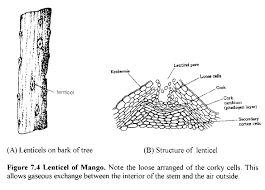 Lenticel pore
Epidermis
Loose cells
Cork
lenticel
Cork
cambium
(phellogen layer)
Secondary
cortex cells
(A) Lenticels on bark of tree
(B) Structure of lenticel
Figure 7.4 Lenticel of Mango. Note the loose arranged of the corky cells. This
allows gaseous exchange between the interior of the stem and the air outside.